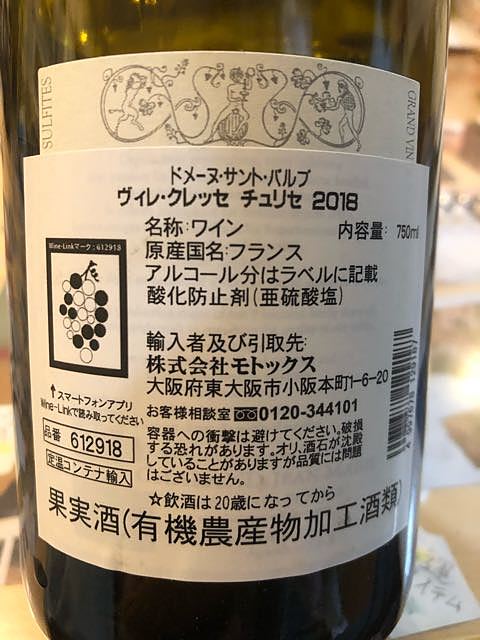 SULFITES
GRAND VIN
ドメーヌ・サント・バルブ
ヴィレ・クレッセ チュリセ 2018
名称:ワイン 内容量: 750ml
原産国名:フランス
アルコール分はラベルに記載
酸化防止剤(亜硫酸塩)
Wine-Linkマーク:612918
輸入者及び引取先:
株式会社モトックス
大阪府東大阪市小阪本町1-6-20
お客様相談室 0120-344101
↑スマートフォンアプリ
Wine-Linkで読み取ってください
品番 612918
定温コンテナ輸入
容器への衝撃は避けてください。破損
する恐れがあります。オリ、酒石が沈殿
していることがありますが品質には問題
はございません。
☆飲酒は20歳になってから
果実酒(有機農産物加工酒類)